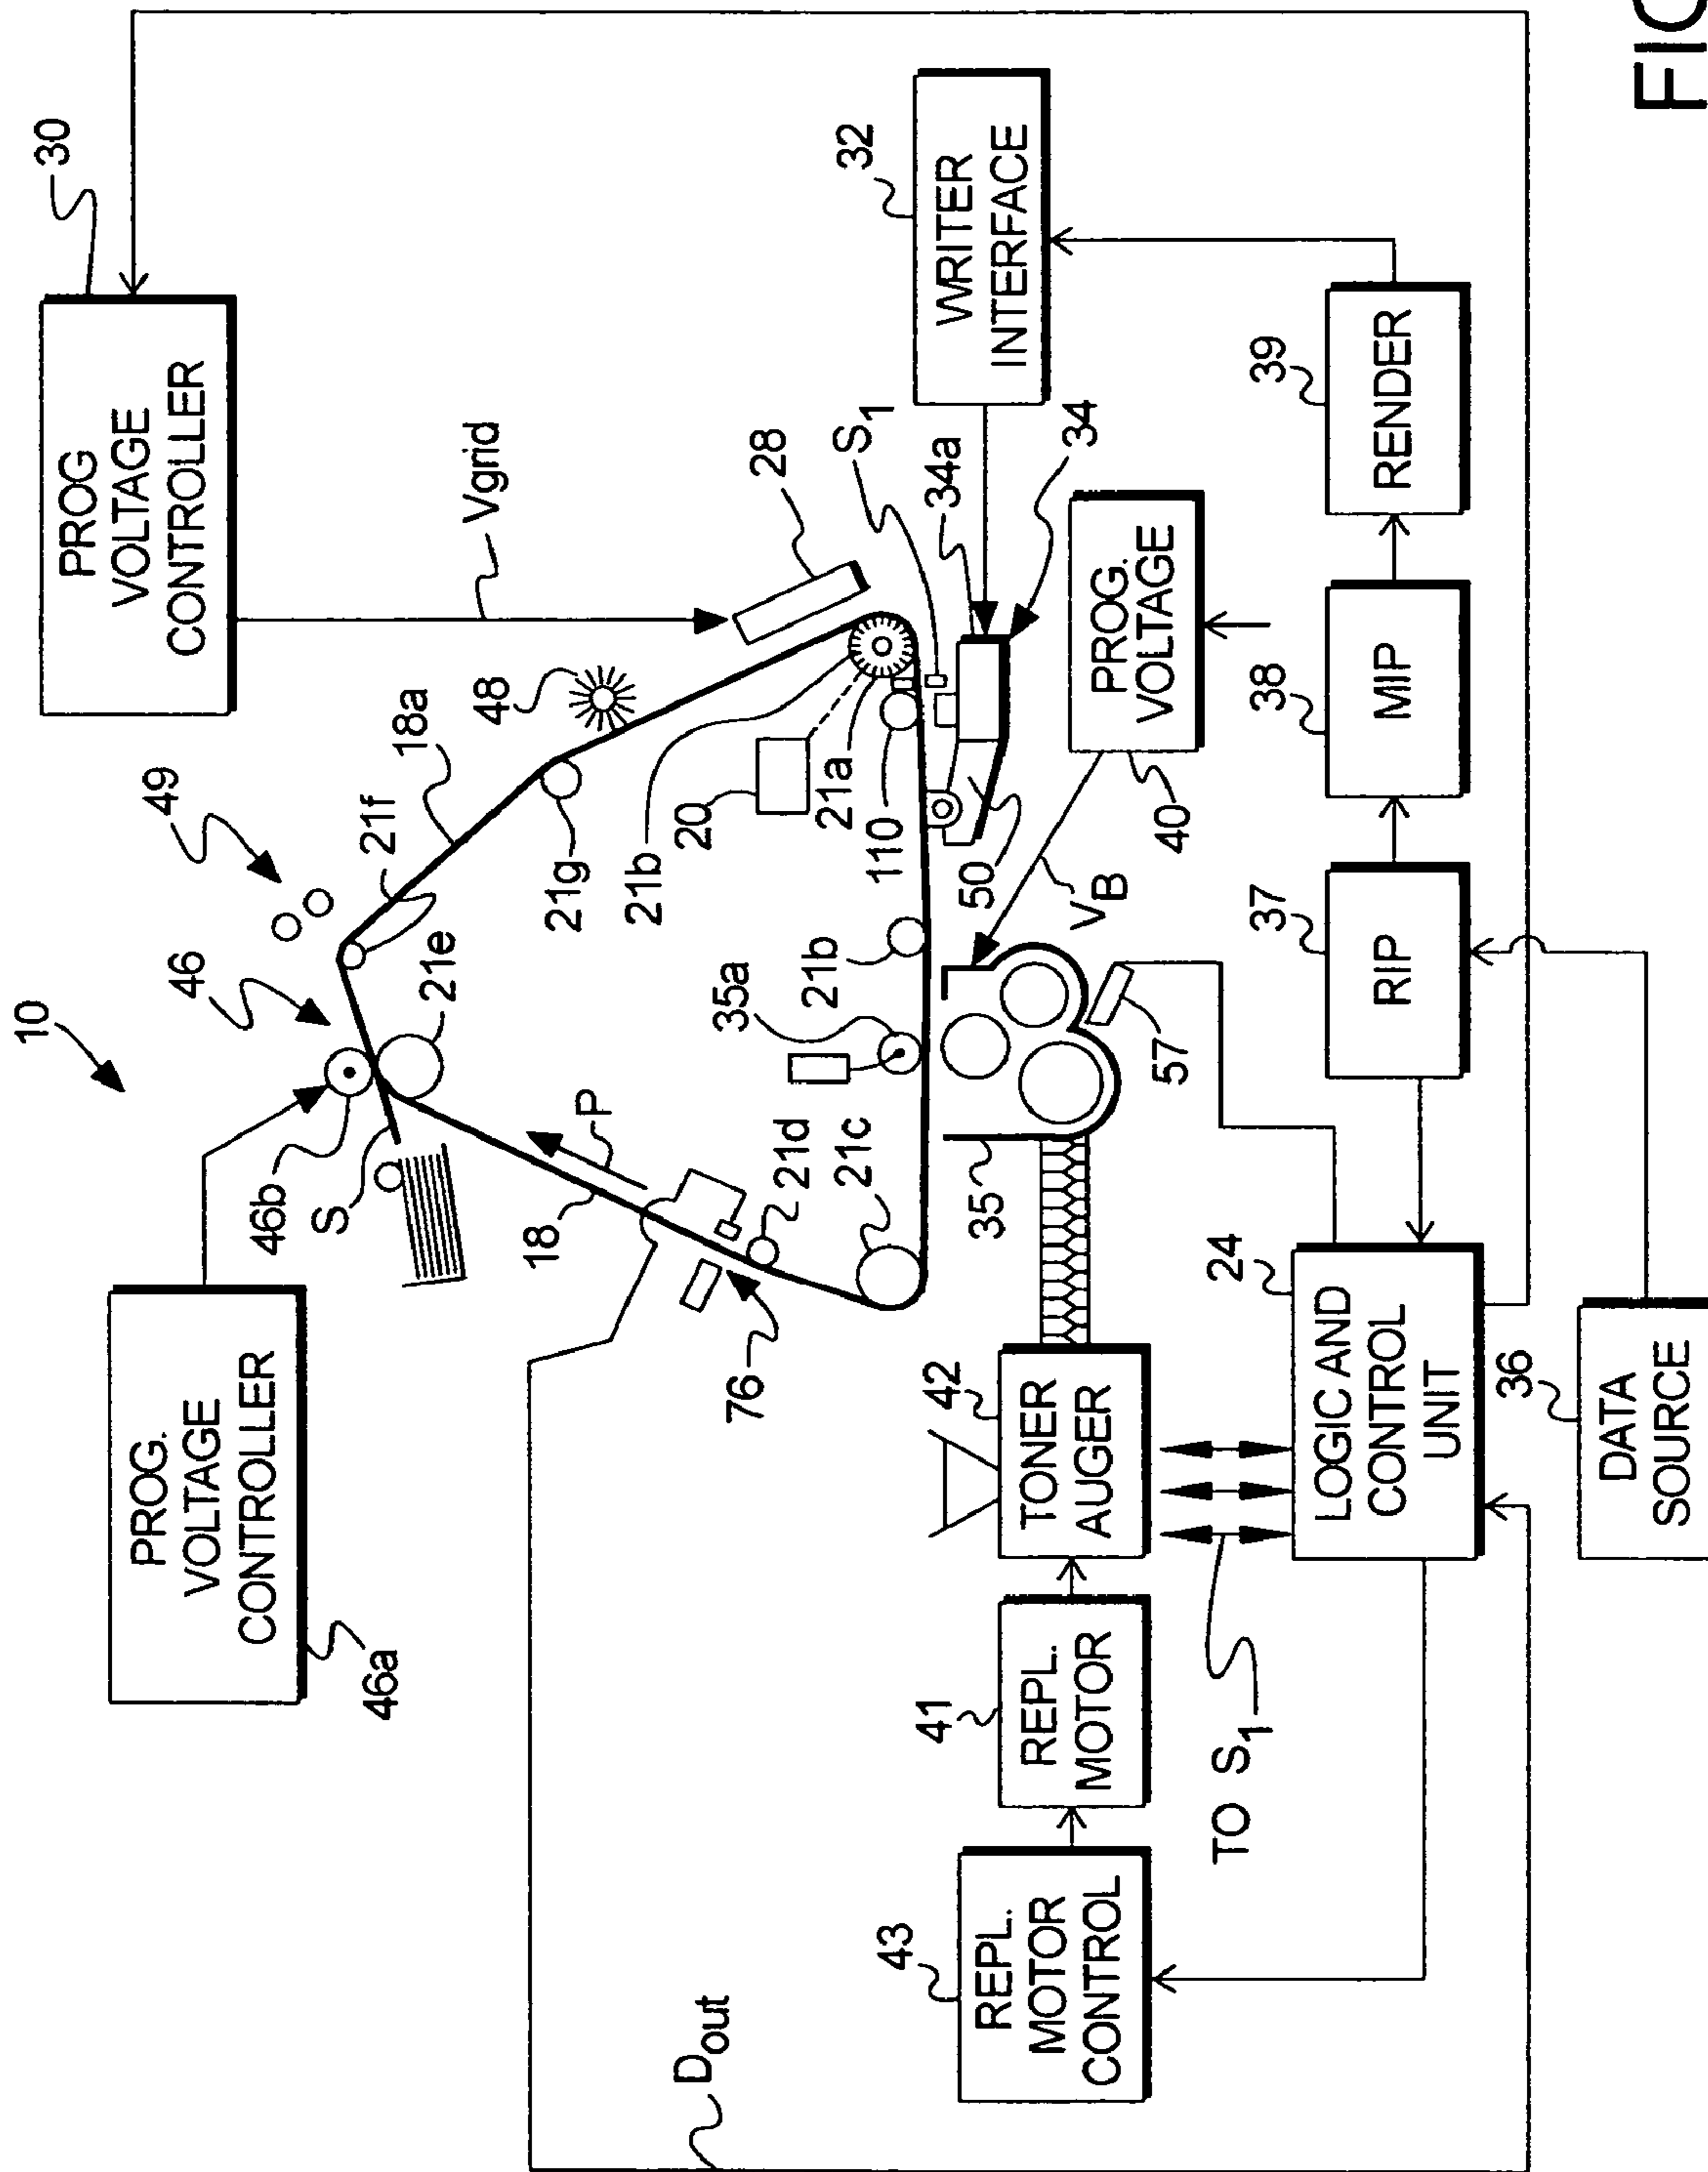 10
PROG.
VOLTAGE
CONTROLLER
46a
46b
S
46
49
21f
21e
18a
48
21g
PROG
VOLTAGE
CONTROLLER
30
Vgrid
28
18
P
76
21d
21c
35a
21b
20
21a
21b
110
S1
34a
34
50
WRITER
INTERFACE
32
Dout
REPL.
MOTOR
CONTROL
43
REPL.
MOTOR
41
TONER
AUGER
42
35
57
VB
PROG.
VOLTAGE
40
TO S1
LOGIC AND
CONTROL
UNIT
24
RIP
37
MIP
38
RENDER
39
DATA
SOURCE
36